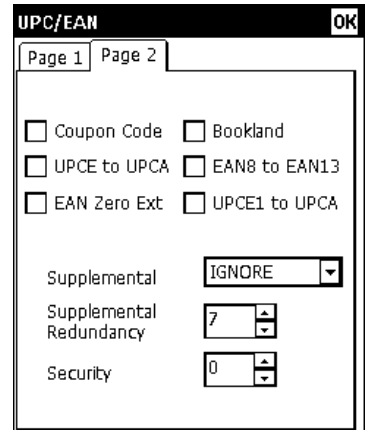 UPC/EAN OK
Page 1 Page 2
Coupon Code Bookland
UPCE to UPCA EAN8 to EAN13
EAN Zero Ext UPCE1 to UPCA
Supplemental IGNORE
Supplemental
Redundancy 7
Security 0